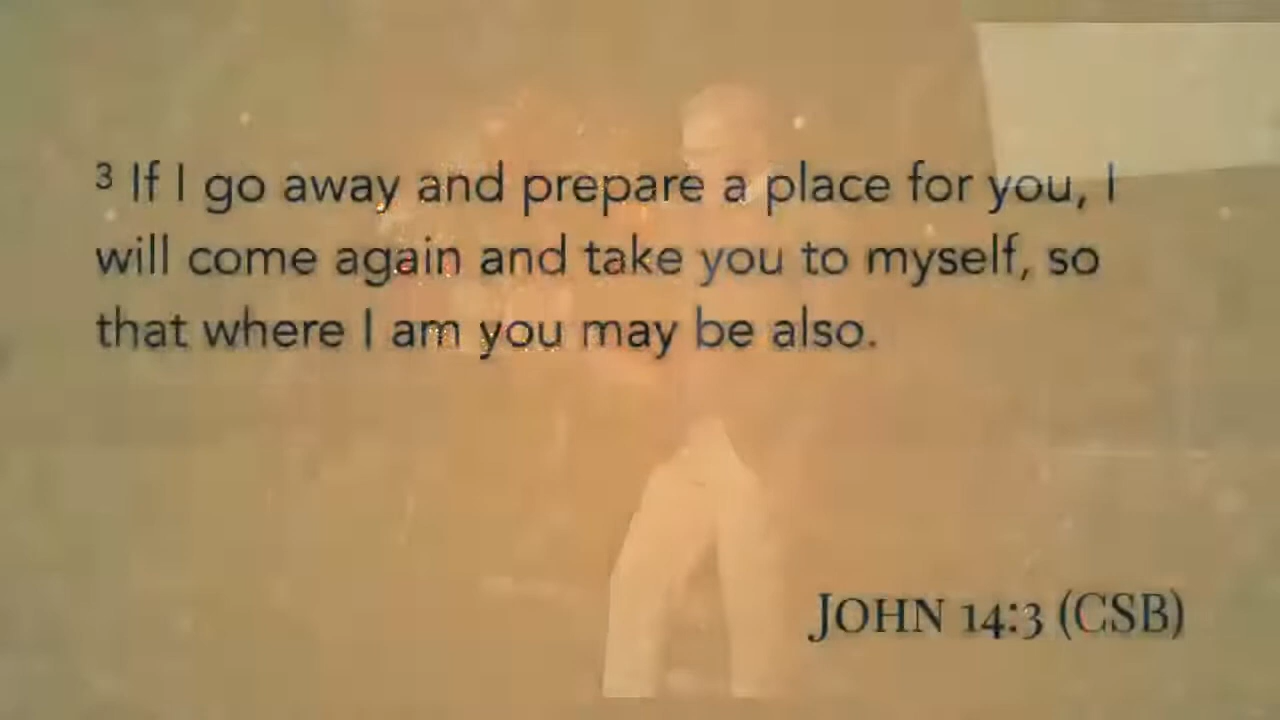 3 If I go away and prepare a place for you, I
will come again and take you to myself, so
that where I am you may be also.
JOHN 14:3 (CSB)